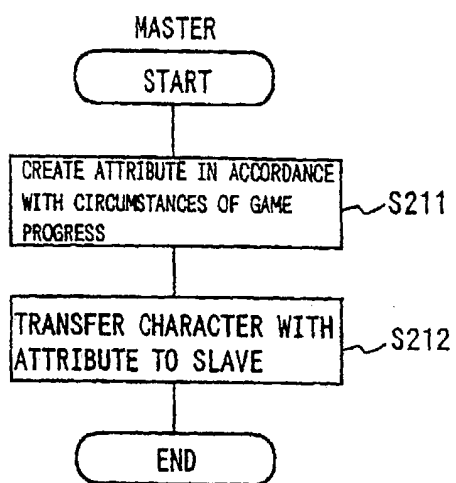 MASTER
START
CREATE ATTRIBUTE IN ACCORDANCE
WITH CIRCUMSTANCES OF GAME
PROGRESS
S211
TRANSFER CHARACTER WITH
ATTRIBUTE TO SLAVE
S212
END